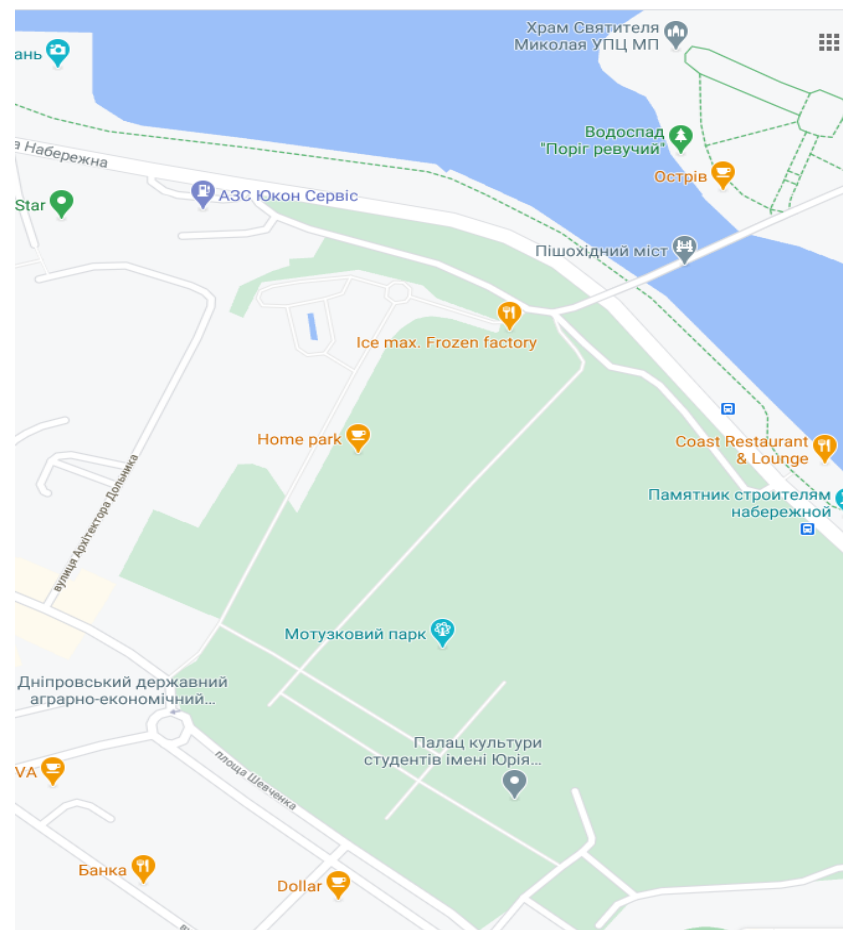 Храм Святителя
Миколая УПЦ МП
ань
Водоспад
"Поріг ревучий"
Острів
а Набережна
АЗС Юкон Сервіс
Star
Пішохідний міст
Ice max. Frozen factory
Home park
Coast Restaurant
& Lounge
Памятник строителям
набережной
вулиця Архітектора Дольника
Мотузковий парк
Дніпровський державний
аграрно-економічний...
Палац культури
студентів імені Юрія...
площа Шевченка
VA
Банка
Dollar